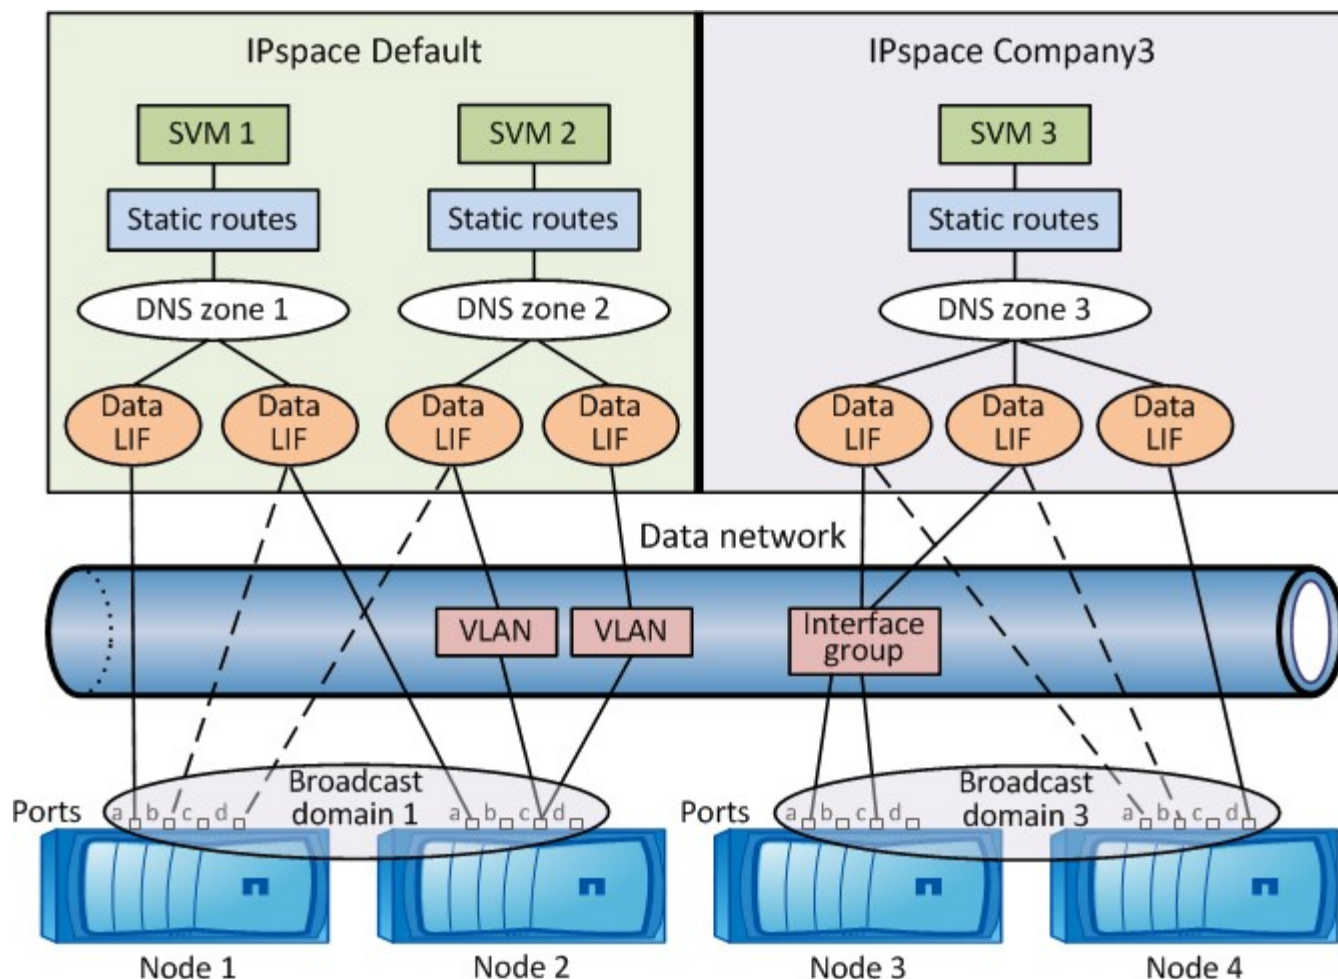 IPspace Default
IPspace Company3
SVM 1
SVM 2
SVM 3
Static routes
Static routes
Static routes
DNS zone 1
DNS zone 2
DNS zone 3
Data
LIF
Data
LIF
Data
LIF
Data
LIF
Data
LIF
Data
LIF
Data
LIF
Data network
VLAN
VLAN
Interface
group
Broadcast
domain 1
Broadcast
domain 3
Ports
a b c d
a b c d
Ports
a b c d
a b c d
Node 1
Node 2
Node 3
Node 4